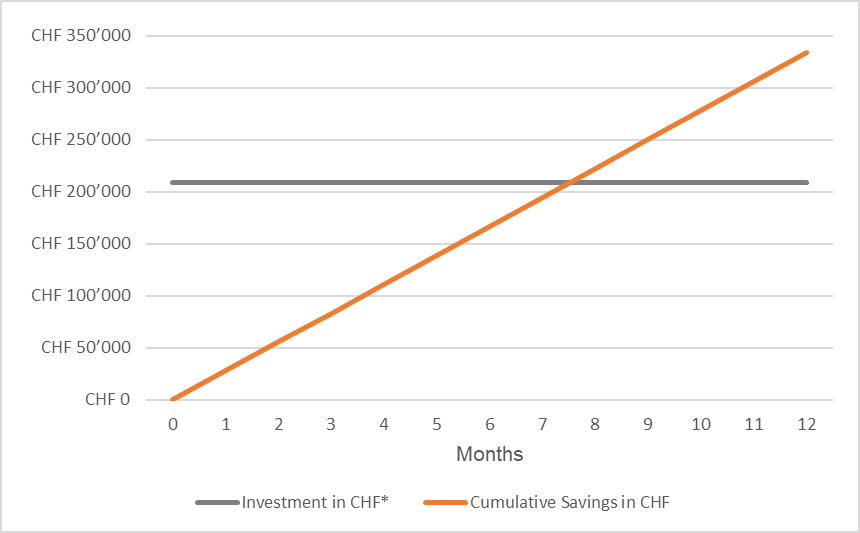 CHF 350’000
CHF 300’000
CHF 250’000
CHF 200’000
CHF 150’000
CHF 100’000
CHF 50’000
CHF 0
0 1 2 3 4 5 6 7 8 9 10 11 12
Months
Investment in CHF* Cumulative Savings in CHF